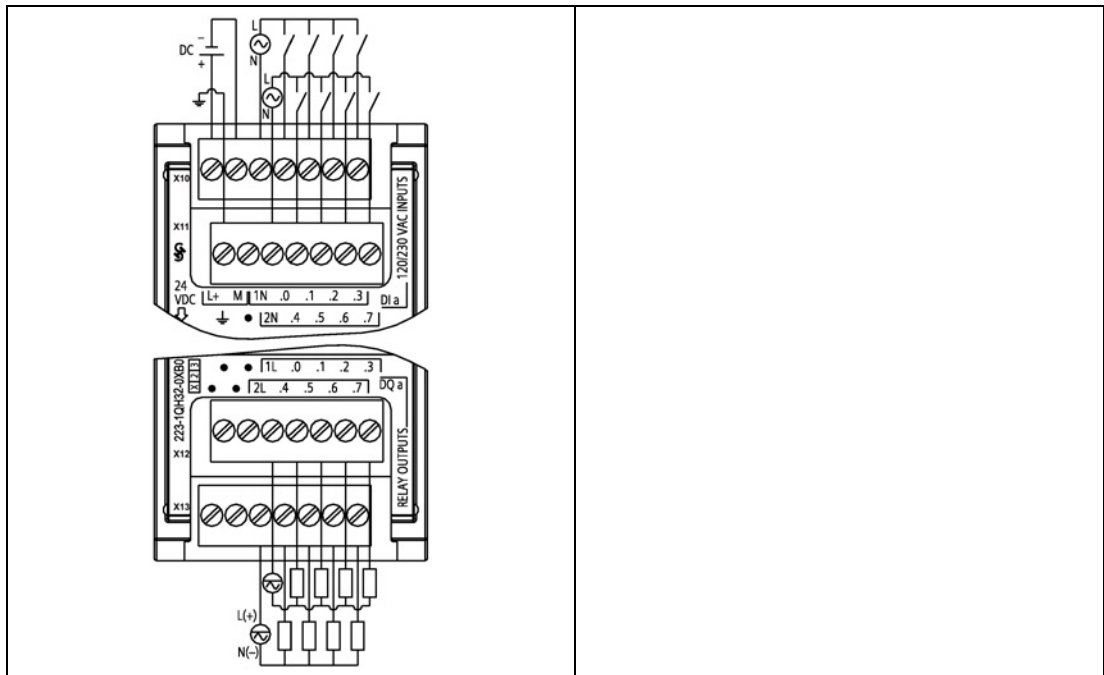 L
DC
−
+
N
L
N
X10
X11
24
VDC
120/230 VAC INPUTS
L+ M 1N .0 .1 .2 .3
DI a
2N .4 .5 .6 .7
223-1QH32-0XB0
X12 X13
1L .0 .1 .2 .3
2L .4 .5 .6 .7
DQ a
X12
RELAY OUTPUTS
X13
L(+)
N(−)